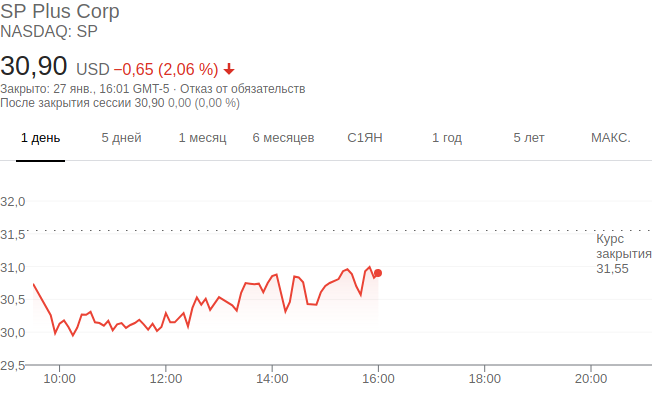 SP Plus Corp
NASDAQ: SP
30,90 USD −0,65 (2,06 %)
Закрыто: 27 янв., 16:01 GMT-5 · Отказ от обязательств
После закрытия сессии 30,90 0,00 (0,00 %)
1 день 5 дней 1 месяц 6 месяцев С1ЯН 1 год 5 лет МАКС.
32,0
31,5
Курс
закрытия
31,55
31,0
30,5
30,0
29,5
10:00 12:00 14:00 16:00 18:00 20:00